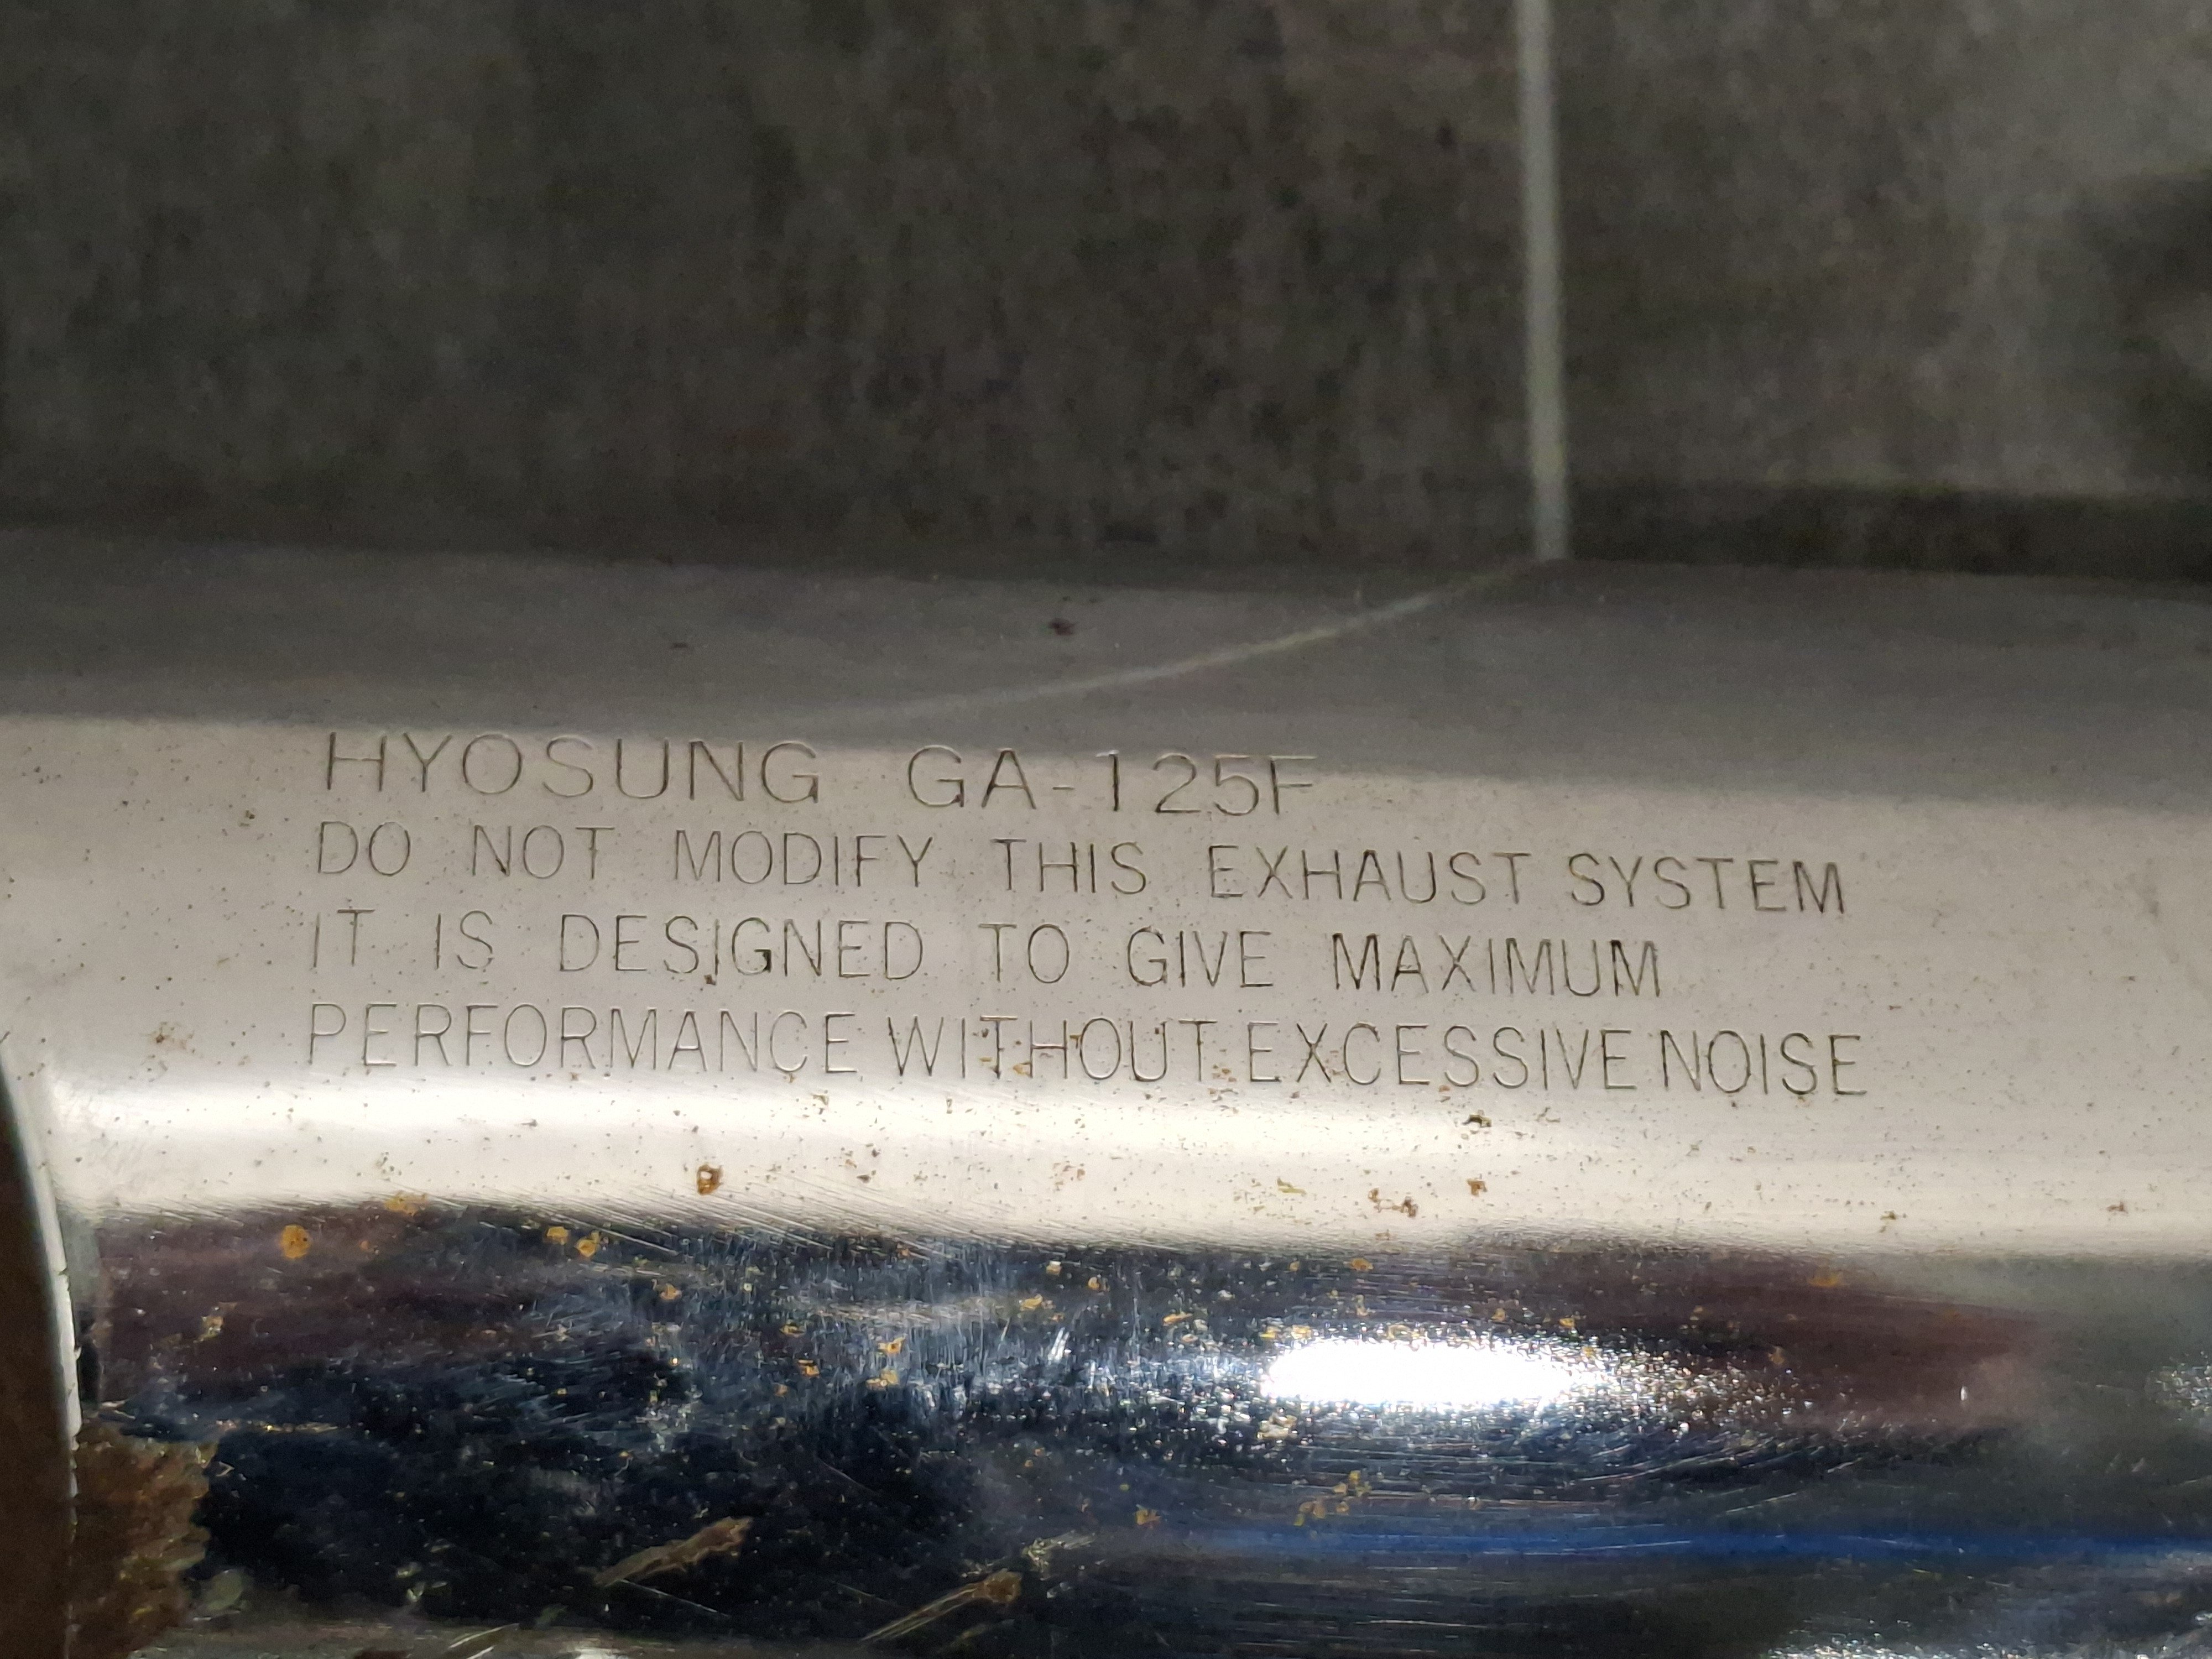 HYOSUNG GA-125F
DO NOT MODIFY THIS EXHAUST SYSTEM
IT IS DESIGNED TO GIVE MAXIMUM
PERFORMANCE WITHOUT EXCESSIVE NOISE